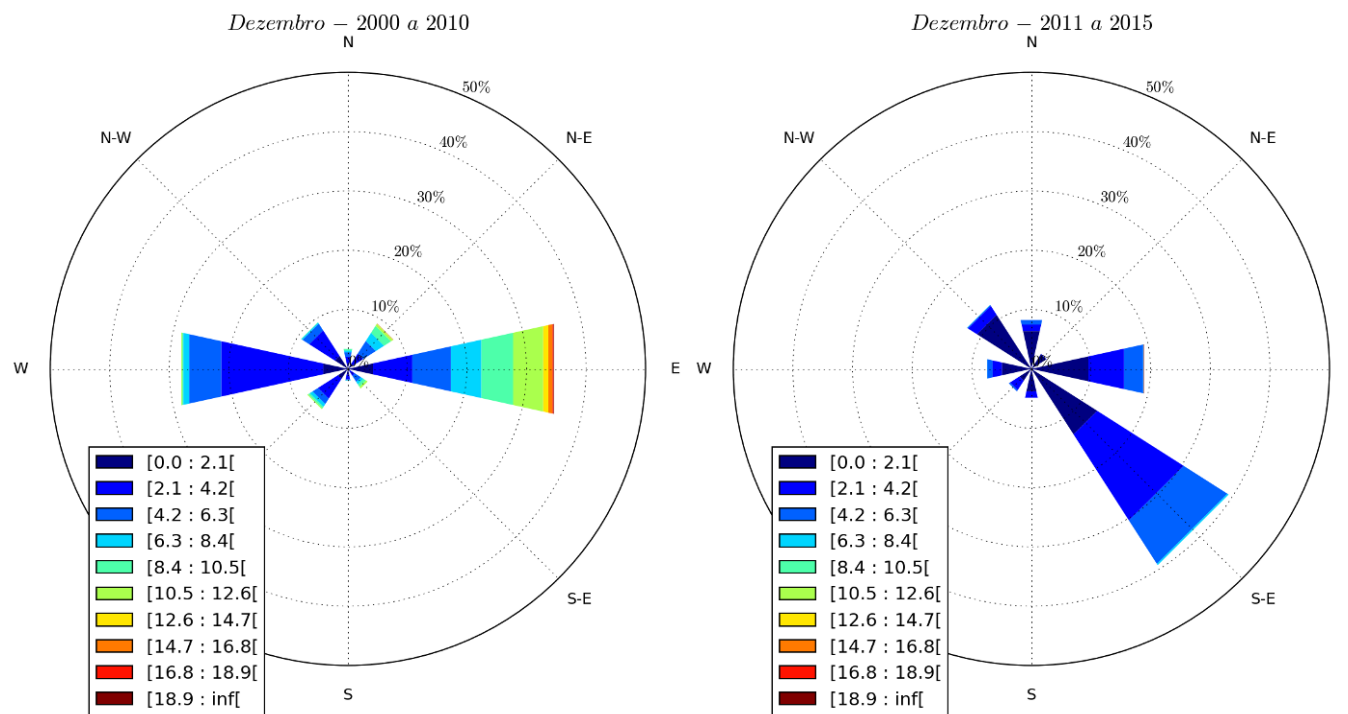 Dezembro − 2000 a 2010
N
50%
N-W
N-E
40%
30%
20%
10%
W
E
S-E
S
[0.0 : 2.1[
[2.1 : 4.2[
[4.2 : 6.3[
[6.3 : 8.4[
[8.4 : 10.5[
[10.5 : 12.6[
[12.6 : 14.7[
[14.7 : 16.8[
[16.8 : 18.9[
[18.9 : inf[
Dezembro − 2011 a 2015
N
50%
N-W
N-E
40%
30%
20%
10%
W
S-E
S
[0.0 : 2.1[
[2.1 : 4.2[
[4.2 : 6.3[
[6.3 : 8.4[
[8.4 : 10.5[
[10.5 : 12.6[
[12.6 : 14.7[
[14.7 : 16.8[
[16.8 : 18.9[
[18.9 : inf[